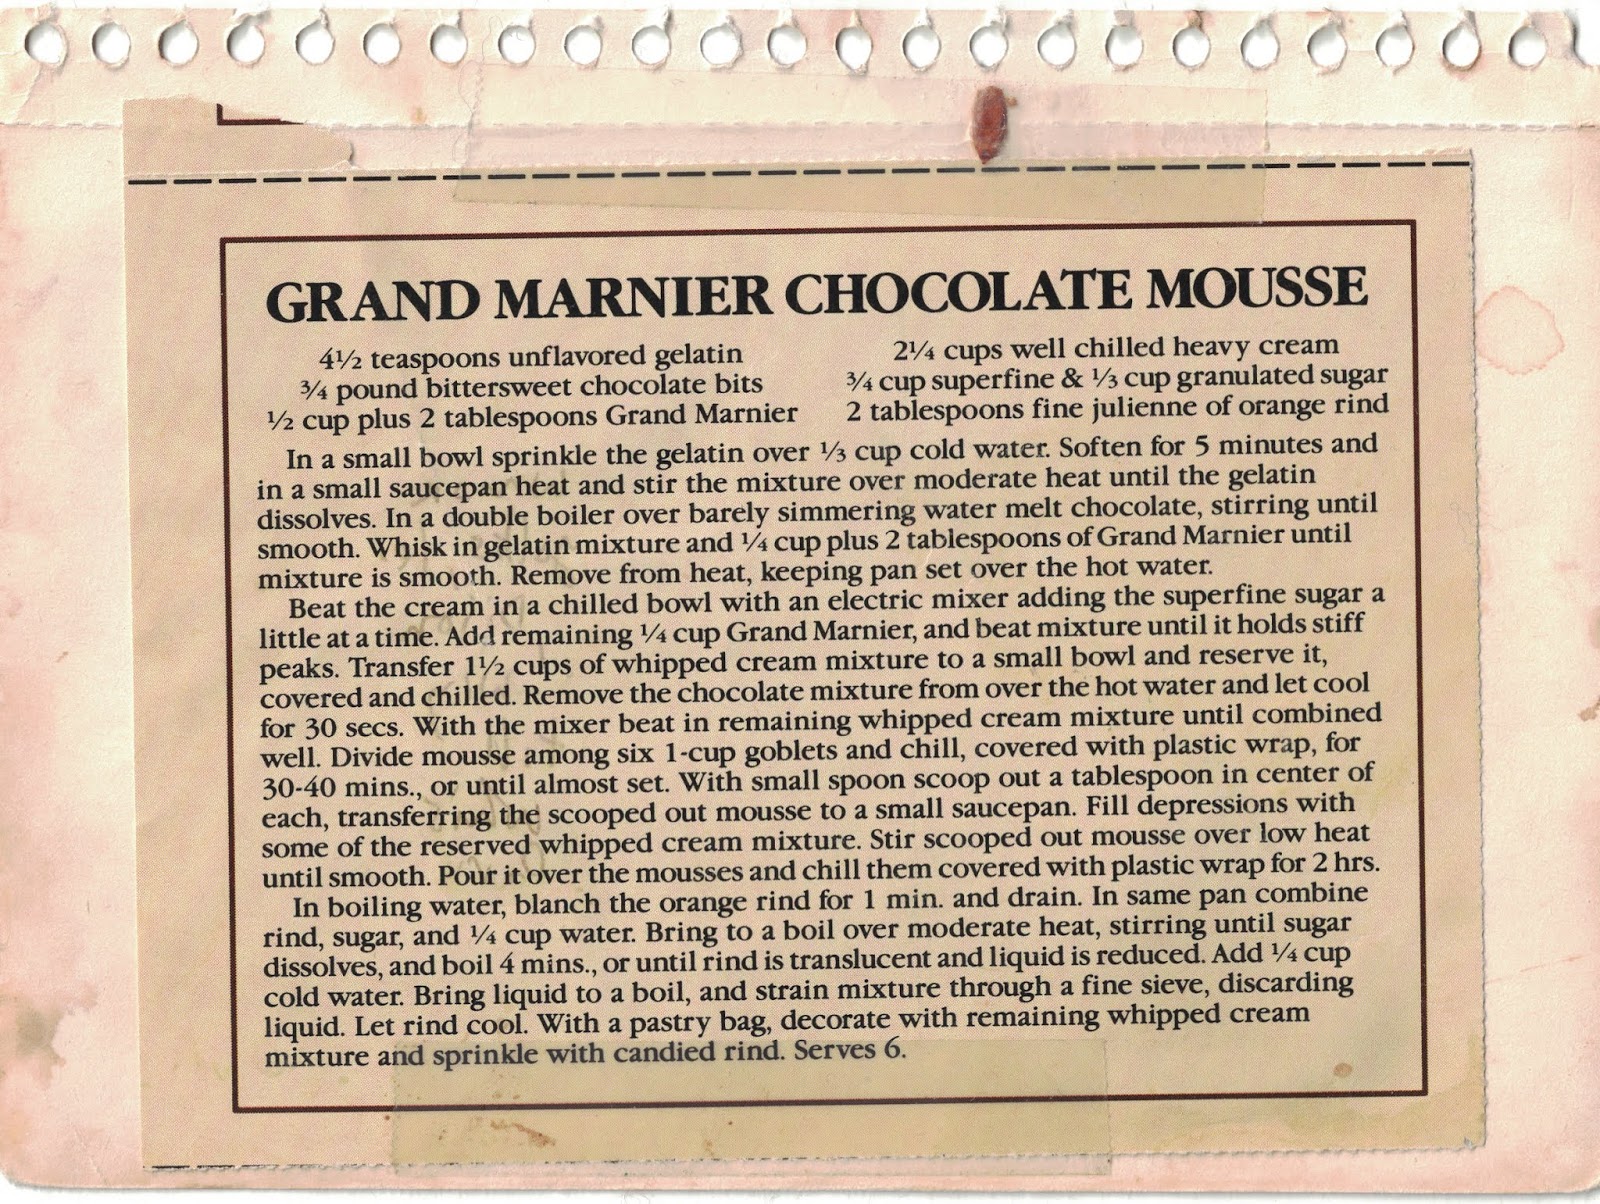 GRAND MARNIER CHOCOLATE MOUSSE
4½ teaspoons unflavored gelatin
¾ pound bittersweet chocolate bits
½ cup plus 2 tablespoons Grand Marnier
2¼ cups well chilled heavy cream
¾ cup superfine & ⅓ cup granulated sugar
2 tablespoons fine julienne of orange rind
In a small bowl sprinkle the gelatin over ⅓ cup cold water. Soften for 5 minutes and
in a small saucepan heat and stir the mixture over moderate heat until the gelatin
dissolves. In a double boiler over barely simmering water melt chocolate, stirring until
smooth. Whisk in gelatin mixture and ¼ cup plus 2 tablespoons of Grand Marnier until
mixture is smooth. Remove from heat, keeping pan set over the hot water.
Beat the cream in a chilled bowl with an electric mixer adding the superfine sugar a
little at a time. Add remaining ¼ cup Grand Marnier, and beat mixture until it holds stiff
peaks. Transfer 1½ cups of whipped cream mixture to a small bowl and reserve it,
covered and chilled. Remove the chocolate mixture from over the hot water and let cool
for 30 secs. With the mixer beat in remaining whipped cream mixture until combined
well. Divide mousse among six 1-cup goblets and chill, covered with plastic wrap, for
30-40 mins., or until almost set. With small spoon scoop out a tablespoon in center of
each, transferring the scooped out mousse to a small saucepan. Fill depressions with
some of the reserved whipped cream mixture. Stir scooped out mousse over low heat
until smooth. Pour it over the mousses and chill them covered with plastic wrap for 2 hrs.
In boiling water, blanch the orange rind for 1 min. and drain. In same pan combine
rind, sugar, and ¼ cup water. Bring to a boil over moderate heat, stirring until sugar
dissolves, and boil 4 mins., or until rind is translucent and liquid is reduced. Add ¼ cup
cold water. Bring liquid to a boil, and strain mixture through a fine sieve, discarding
liquid. Let rind cool. With a pastry bag, decorate with remaining whipped cream
mixture and sprinkle with candied rind. Serves 6.